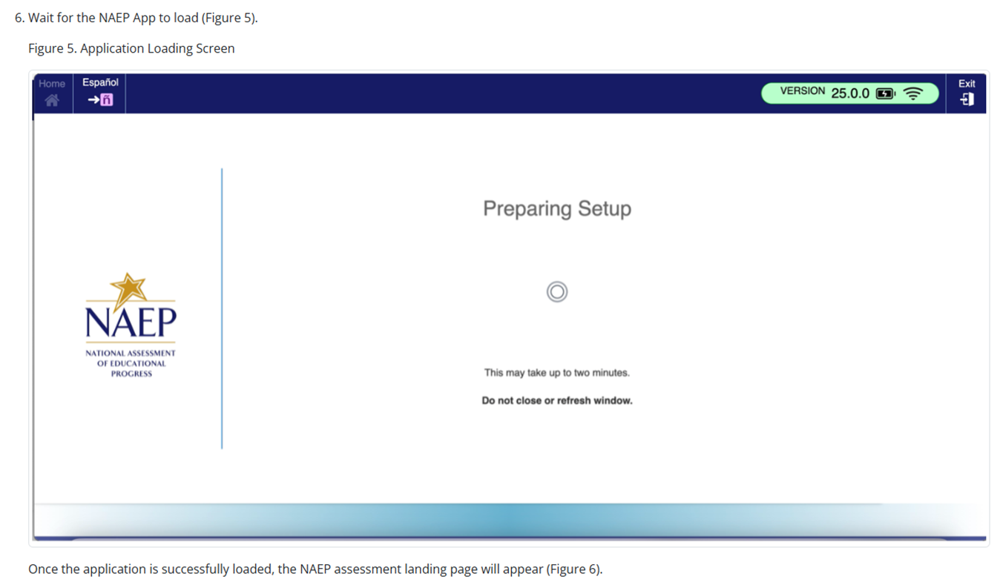 6. Wait for the NAEP App to load (Figure 5).
Figure 5. Application Loading Screen
Home
Español
ñ
VERSION 25.0.0
Exit
Preparing Setup
NAEP
NATIONAL ASSESSMENT
OF EDUCATIONAL
PROGRESS
This may take up to two minutes.
Do not close or refresh window.
Once the application is successfully loaded, the NAEP assessment landing page will appear (Figure 6).